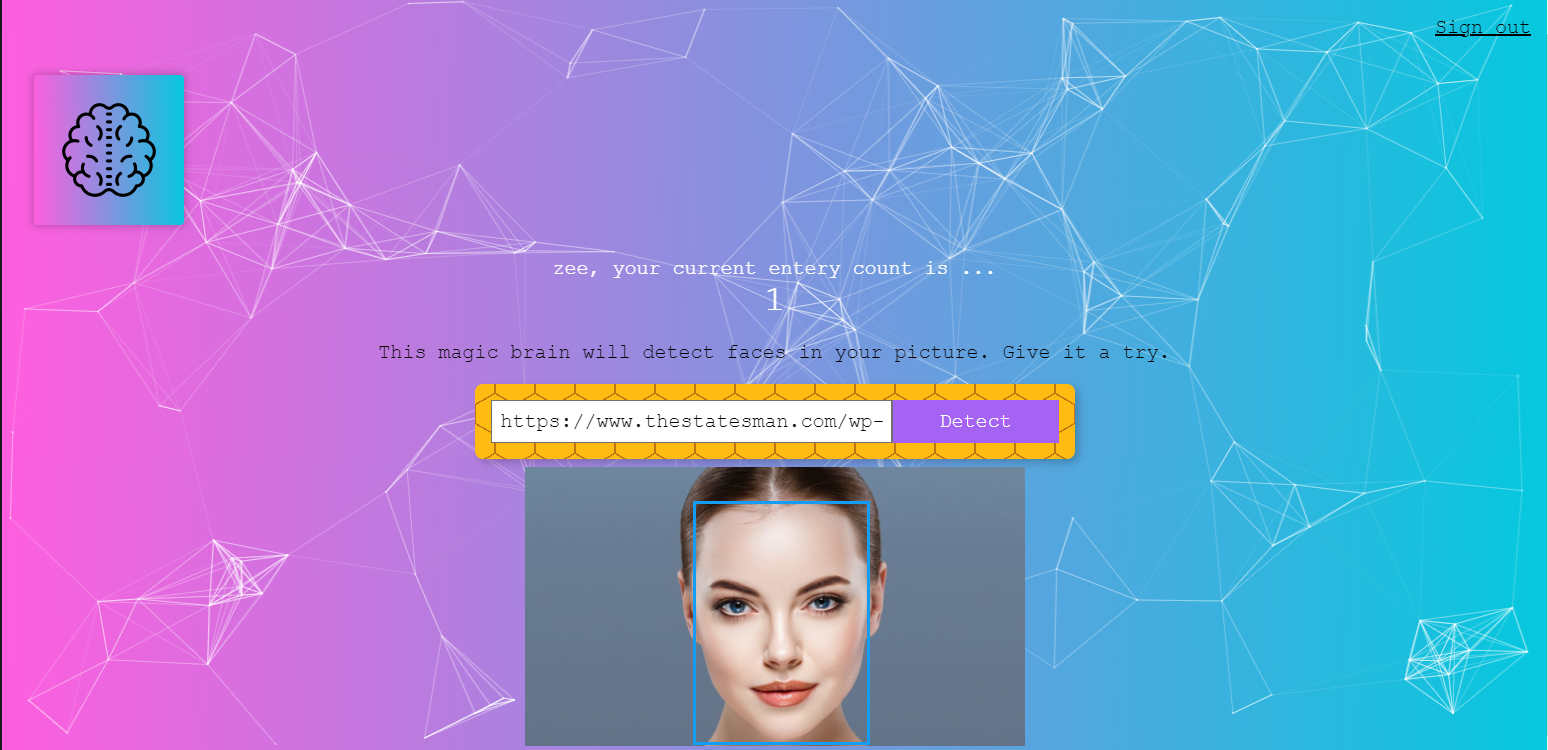 Sign out
zee, your current entery count is ...
1
This magic brain will detect faces in your picture. Give it a try.
https://www.thestatesman.com/wp-
Detect